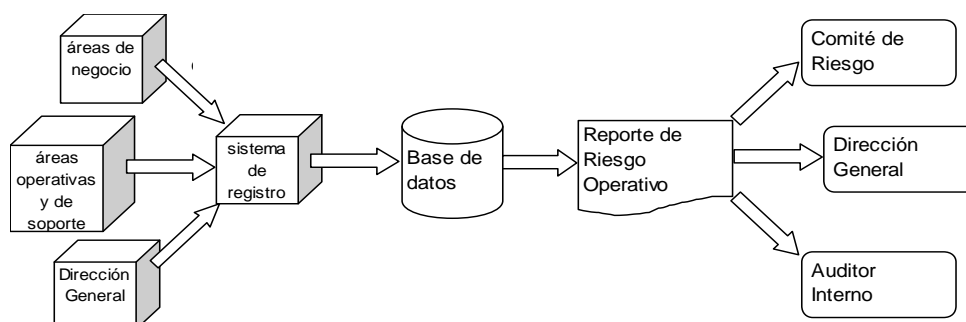 áreas de
negocio
áreas
operativas
y de
soporte
Dirección
General
sistema
de
registro
Base de
datos
Reporte de
Riesgo
Operativo
Comité de
Riesgo
Dirección
General
Auditor
Interno